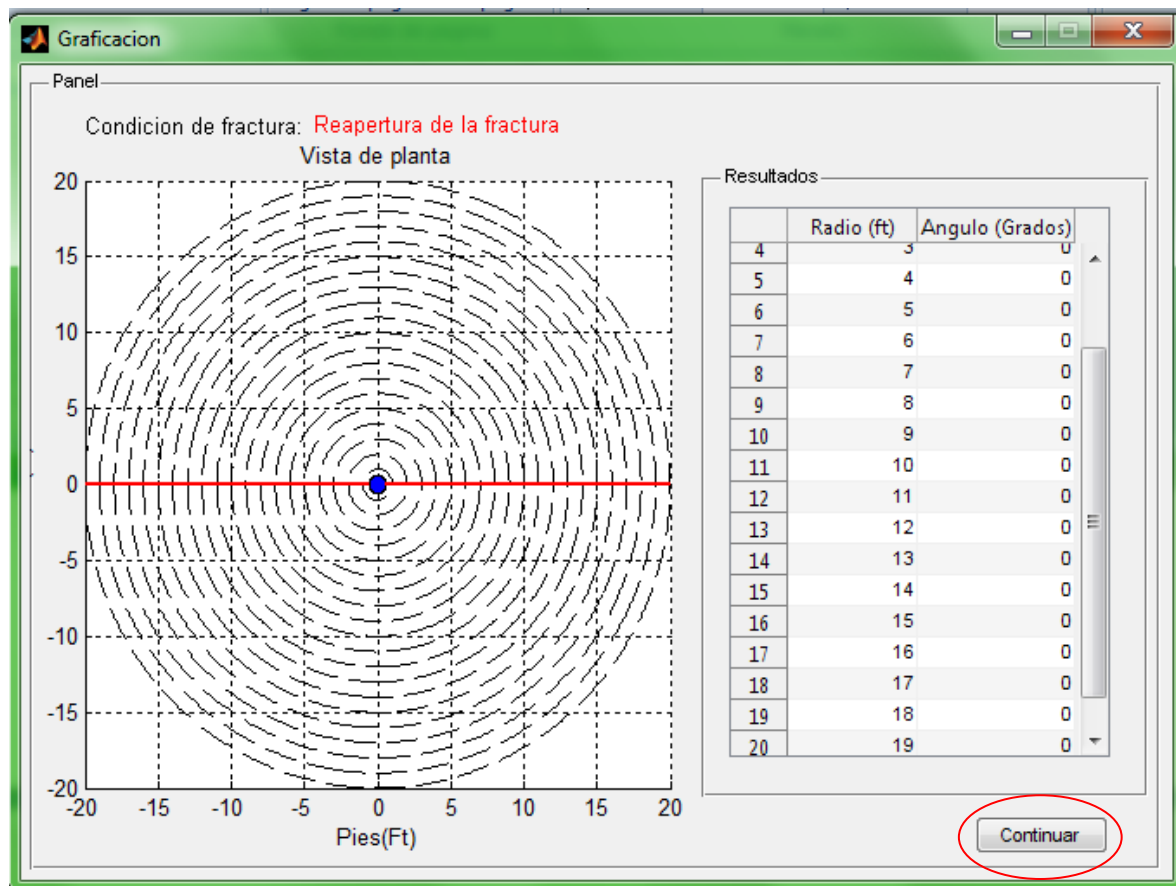 Graficacion
Panel
Condicion de fractura: Reapertura de la fractura
Vista de planta
20
15
10
5
0
-5
-10
-15
-20
-20 -15 -10 -5 0 5 10 15 20
Pies(Ft)
Resultados
Radio (ft) Angulo (Grados)
4 3 0
5 4 0
6 5 0
7 6 0
8 7 0
9 8 0
10 9 0
11 10 0
12 11 0
13 12 0
14 13 0
15 14 0
16 15 0
17 16 0
18 17 0
19 18 0
20 19 0
Continuar